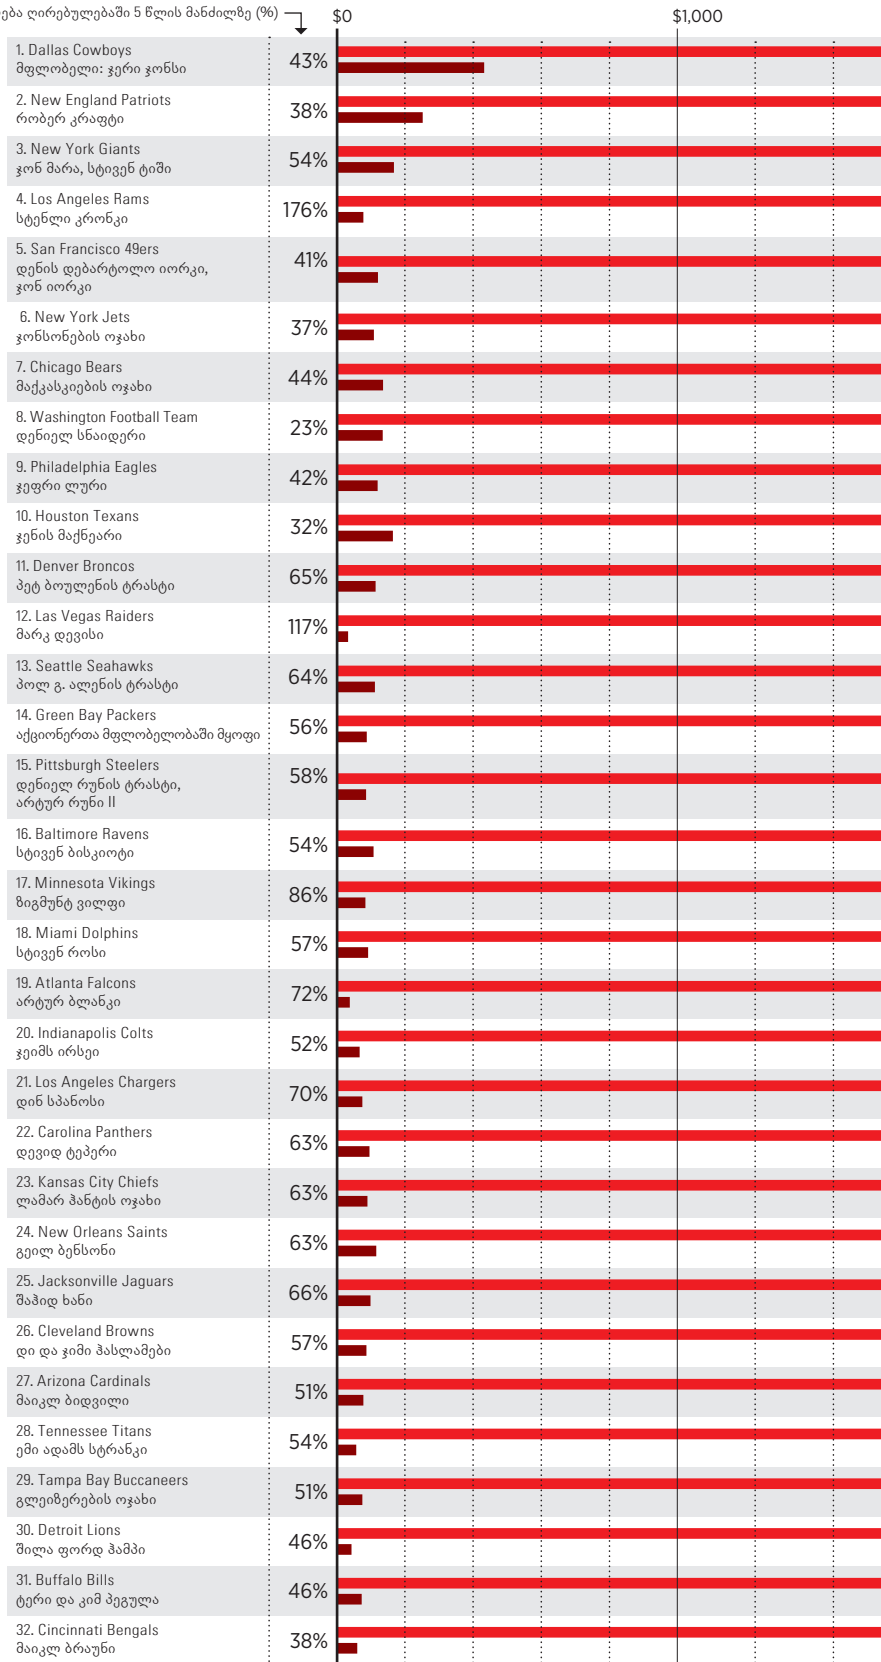 ღირებულებაში 5 წლის მანძილზე (%)
$0
$1,000
1. Dallas Cowboys
მფლობელი: ჯერი ჯონსი
43%
2. New England Patriots
რობერ კრაფტი
38%
3. New York Giants
ჯონ მარა, სტივენ ტიში
54%
4. Los Angeles Rams
სტენლი კრონკი
176%
5. San Francisco 49ers
დენის დებარტოლო იორკი,
ჯონ იორკი
41%
6. New York Jets
ჯონსონების ოჯახი
37%
7. Chicago Bears
მაქკასკიების ოჯახი
44%
8. Washington Football Team
დენიელ სნაიდერი
23%
9. Philadelphia Eagles
ჯეფრი ლური
42%
10. Houston Texans
ჯენის მაქნეარი
32%
11. Denver Broncos
პეტ ბოულენის ტრასტი
65%
12. Las Vegas Raiders
მარკ დევისი
117%
13. Seattle Seahawks
პოლ გ. ალენის ტრასტი
64%
14. Green Bay Packers
აქციონერთა მფლობელობაში მყოფი
56%
15. Pittsburgh Steelers
დენიელ რუნის ტრასტი,
არტურ რუნი II
58%
16. Baltimore Ravens
სტივენ ბისკიოტი
54%
17. Minnesota Vikings
ზიგმუნტ ვილფი
86%
18. Miami Dolphins
სტივენ როსი
57%
19. Atlanta Falcons
არტურ ბლანკი
72%
20. Indianapolis Colts
ჯეიმს ირსეი
52%
21. Los Angeles Chargers
დინ სპანოსი
70%
22. Carolina Panthers
დევიდ ტეპერი
63%
23. Kansas City Chiefs
ლამარ ჰანტის ოჯახი
63%
24. New Orleans Saints
გეილ ბენსონი
63%
25. Jacksonville Jaguars
შაჰიდ ხანი
66%
26. Cleveland Browns
დი და ჯიმი ჰასლამები
57%
27. Arizona Cardinals
მაიკლ ბიდვილი
51%
28. Tennessee Titans
ემი ადამს სტრანკი
54%
29. Tampa Bay Buccaneers
გლეიზერების ოჯახი
51%
30. Detroit Lions
შილა ფორდ ჰამპი
46%
31. Buffalo Bills
ტერი და კიმ პეგულა
46%
32. Cincinnati Bengals
მაიკლ ბრაუნი
38%